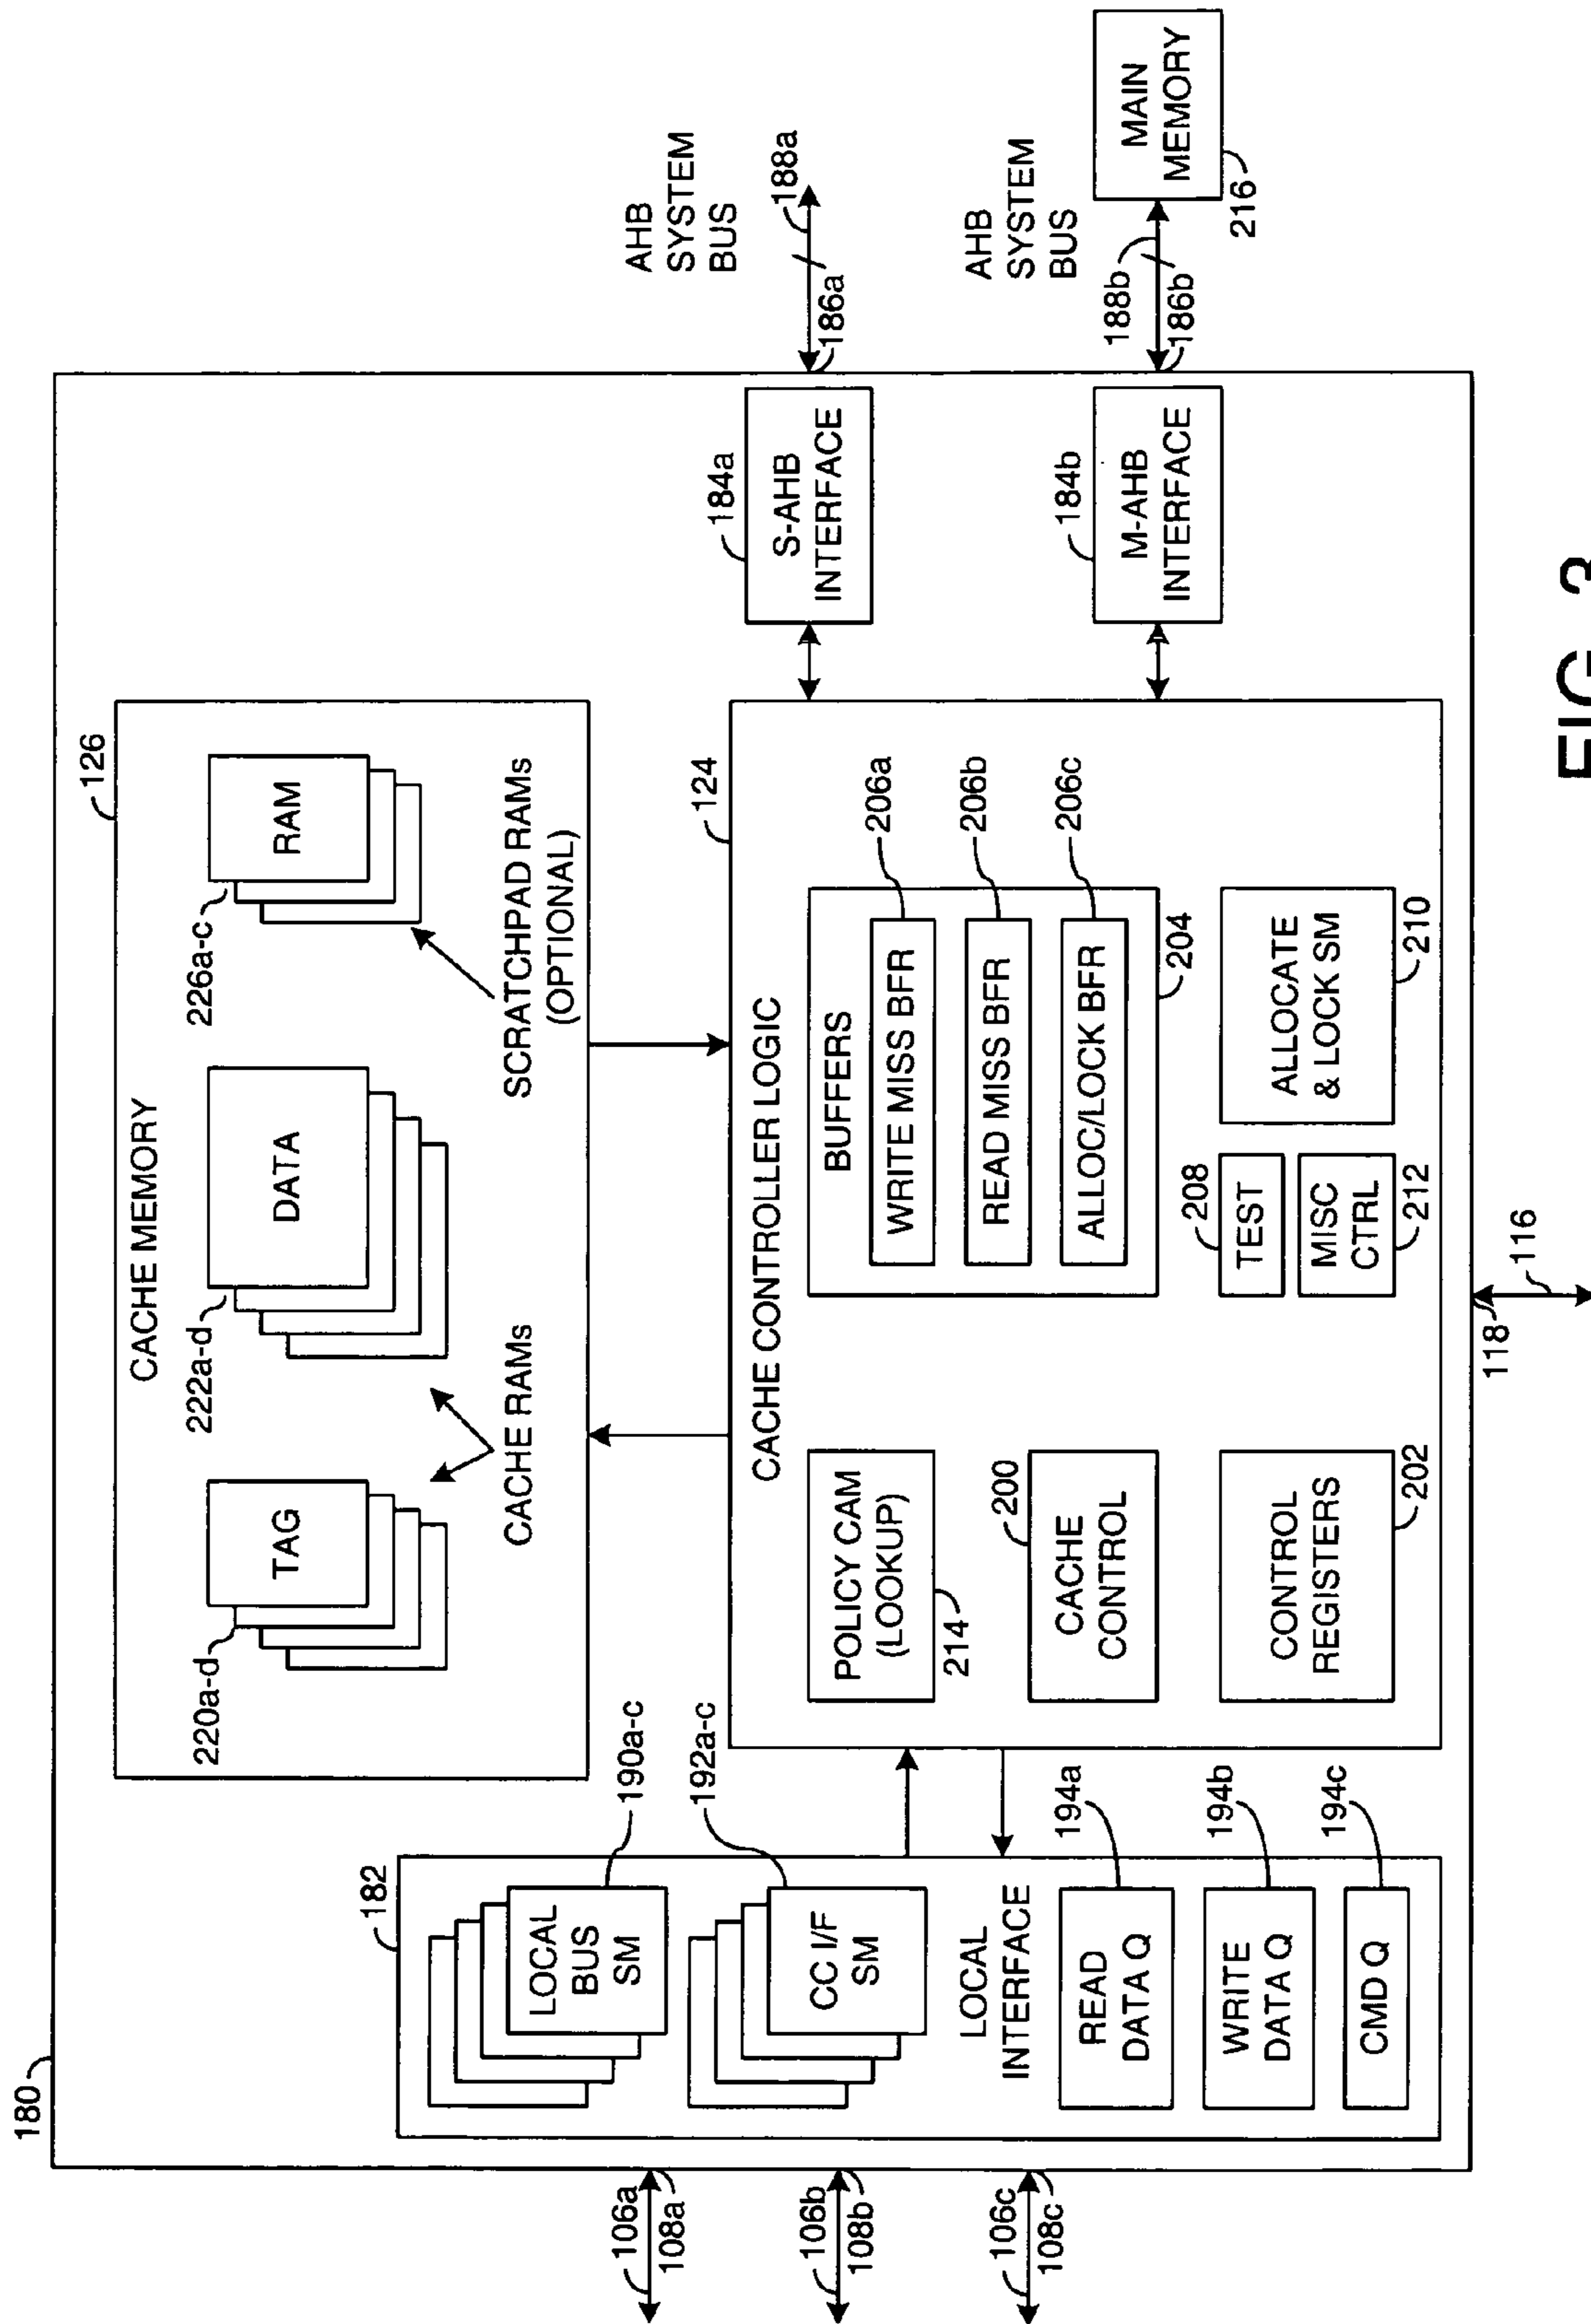 180
126
CACHE MEMORY
220a-d
TAG
222a-d
DATA
226a-c
RAM
CACHE RAMs
SCRATCHPAD RAMs
(OPTIONAL)
182
LOCAL
BUS
SM
190a-c
CC I/F
SM
192a-c
LOCAL
INTERFACE
READ
DATA Q
194a
WRITE
DATA Q
194b
CMD Q
194c
106a
108a
106b
108b
106c
108c
124
CACHE CONTROLLER LOGIC
POLICY CAM
(LOOKUP)
214
200
CACHE
CONTROL
CONTROL
REGISTERS
202
BUFFERS
WRITE MISS BFR
206a
READ MISS BFR
206b
ALLOC/LOCK BFR
206c
204
208
TEST
MISC
CTRL
212
ALLOCATE
& LOCK SM
210
118
116
184a
S-AHB
INTERFACE
186a
188a
AHB
SYSTEM
BUS
184b
M-AHB
INTERFACE
188b
186b
AHB
SYSTEM
BUS
MAIN
MEMORY
216
FIG. 3